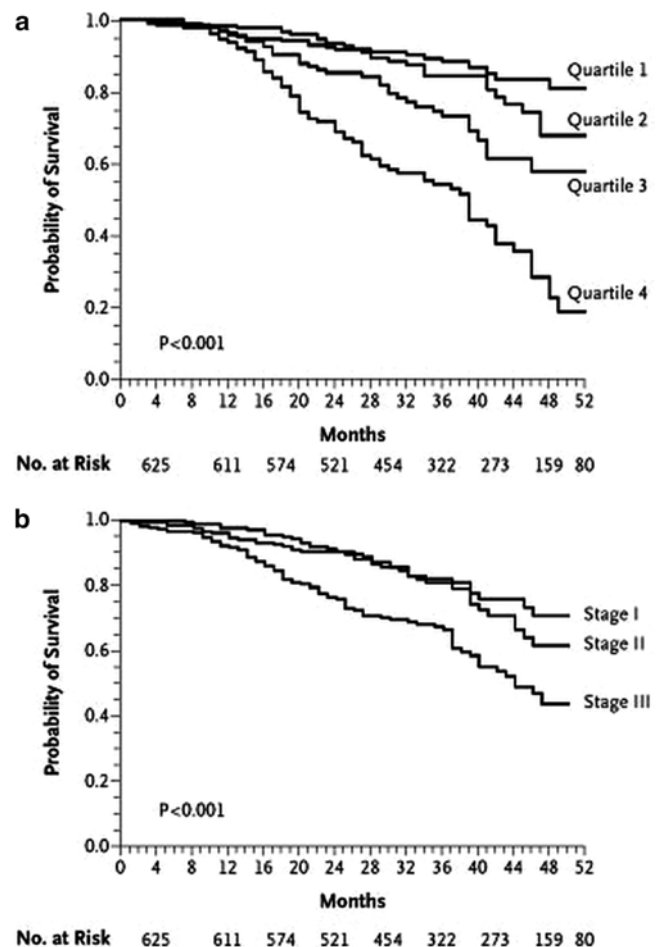 a
1.0
Quartile 1
0.8
Quartile 2
0.6
Quartile 3
Probability of Survival
0.4
Quartile 4
0.2
P<0.001
0.0
0 4 8 12 16 20 24 28 32 36 40 44 48 52
Months
No. at Risk 625 611 574 521 454 322 273 159 80
b
1.0
0.8
Stage I
Stage II
0.6
Probability of Survival
Stage III
0.4
0.2
P<0.001
0.0
0 4 8 12 16 20 24 28 32 36 40 44 48 52
Months
No. at Risk 625 611 574 521 454 322 273 159 80